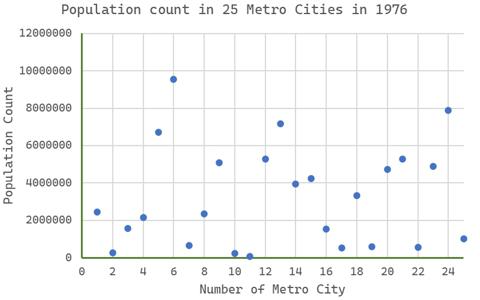 Population count in 25 Metro Cities in 1976
Population Count
12000000
10000000
8000000
6000000
4000000
2000000
0
0 2 4 6 8 10 12 14 16 18 20 22 24
Number of Metro City